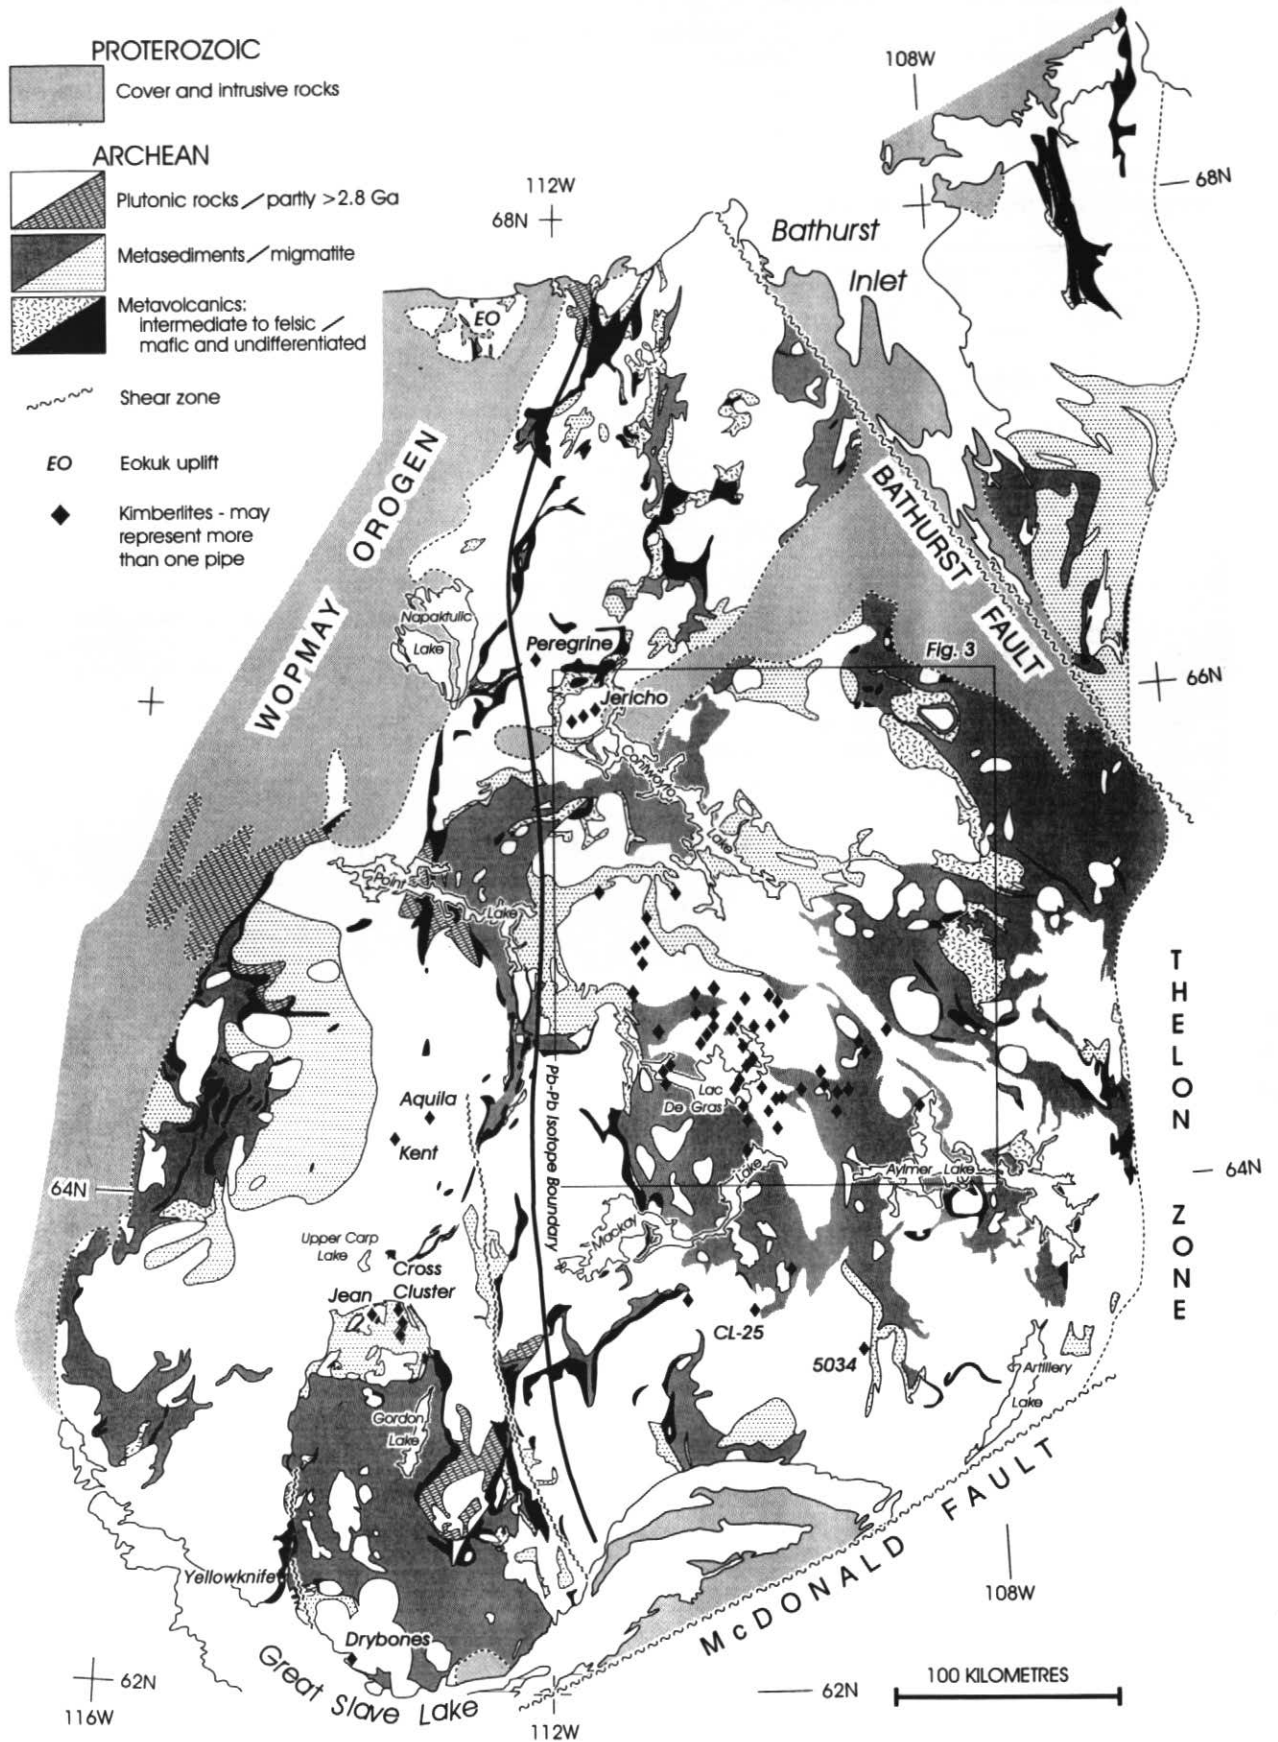 PROTEROZOIC
Cover and intrusive rocks
ARCHEAN
Plutonic rocks / partly >2.8 Ga
Metasediments / migmatite
Metavolcanics:
intermediate to felsic /
mafic and undifferentiated
Shear zone
EO Eokuk uplift
Kimberlites - may
represent more
than one pipe
108W
68N
112W
68N
Bathurst
Inlet
EO
WOPMAY OROGEN
BATHURST FAULT
Napaktulic
Lake
Peregrine
Fig. 3
66N
Jericho
Contwoyto
Lake
Point
Lake
THELON ZONE
Pb-Pb Isotope Boundary
Lac
De Gras
Aquila
Kent
64N
64N
Aylmer Lake
Lake
Mackay
Upper Carp
Lake
Cross
Cluster
Jean
CL-25
5034
Artillery
Lake
Gordon
Lake
McDONALD FAULT
108W
Yellowknife
Drybones
Great Slave Lake
62N
116W
62N
112W
100 KILOMETRES